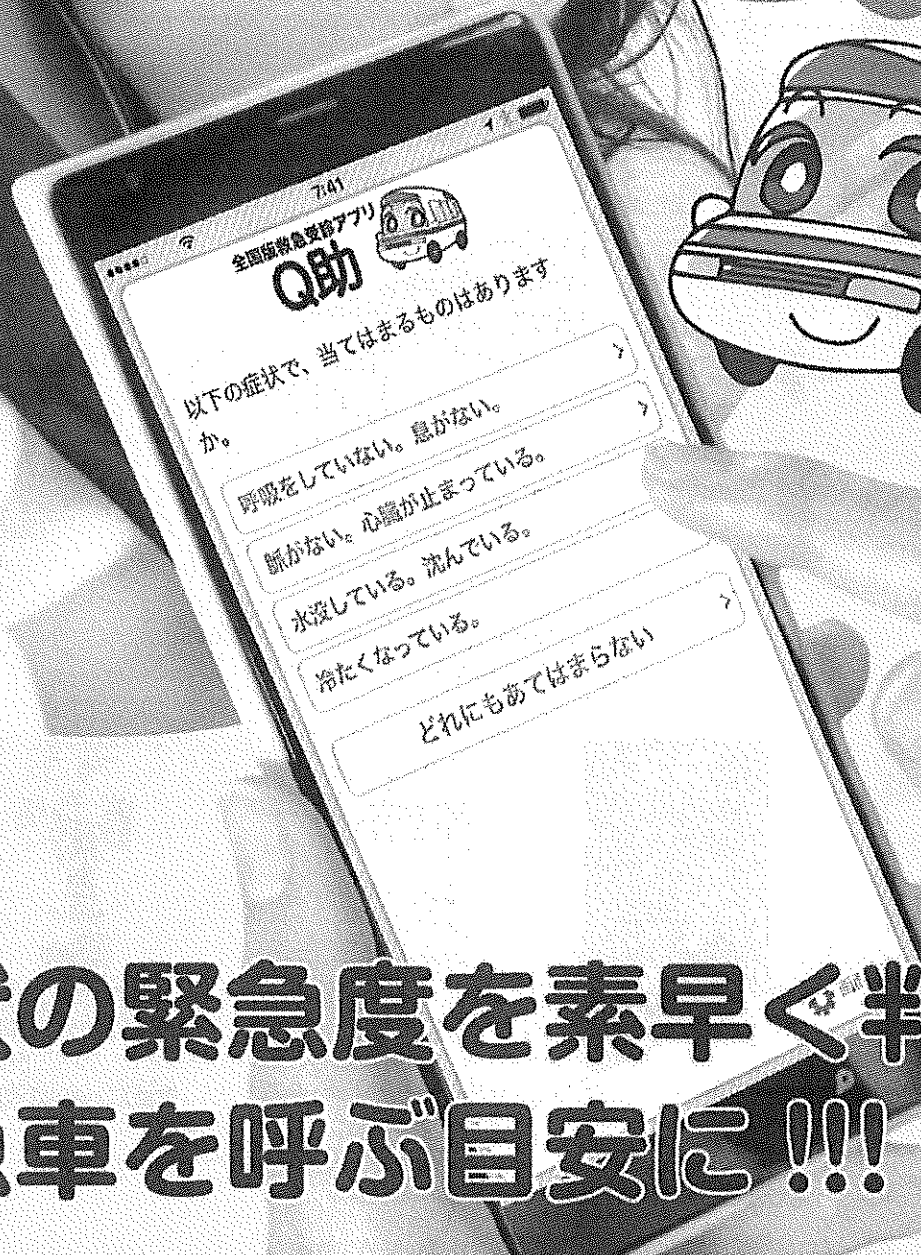 7:41
全国版救急受診アプリ
Q助
以下の症状で、当てはまるものはあります
か。
呼吸をしていない。息がない。
脈がない。心臓が止まっている。
水没している。沈んでいる。
冷たくなっている。
どれにもあてはまらない
の緊急度を素早く
車を呼ぶ目安に!!!